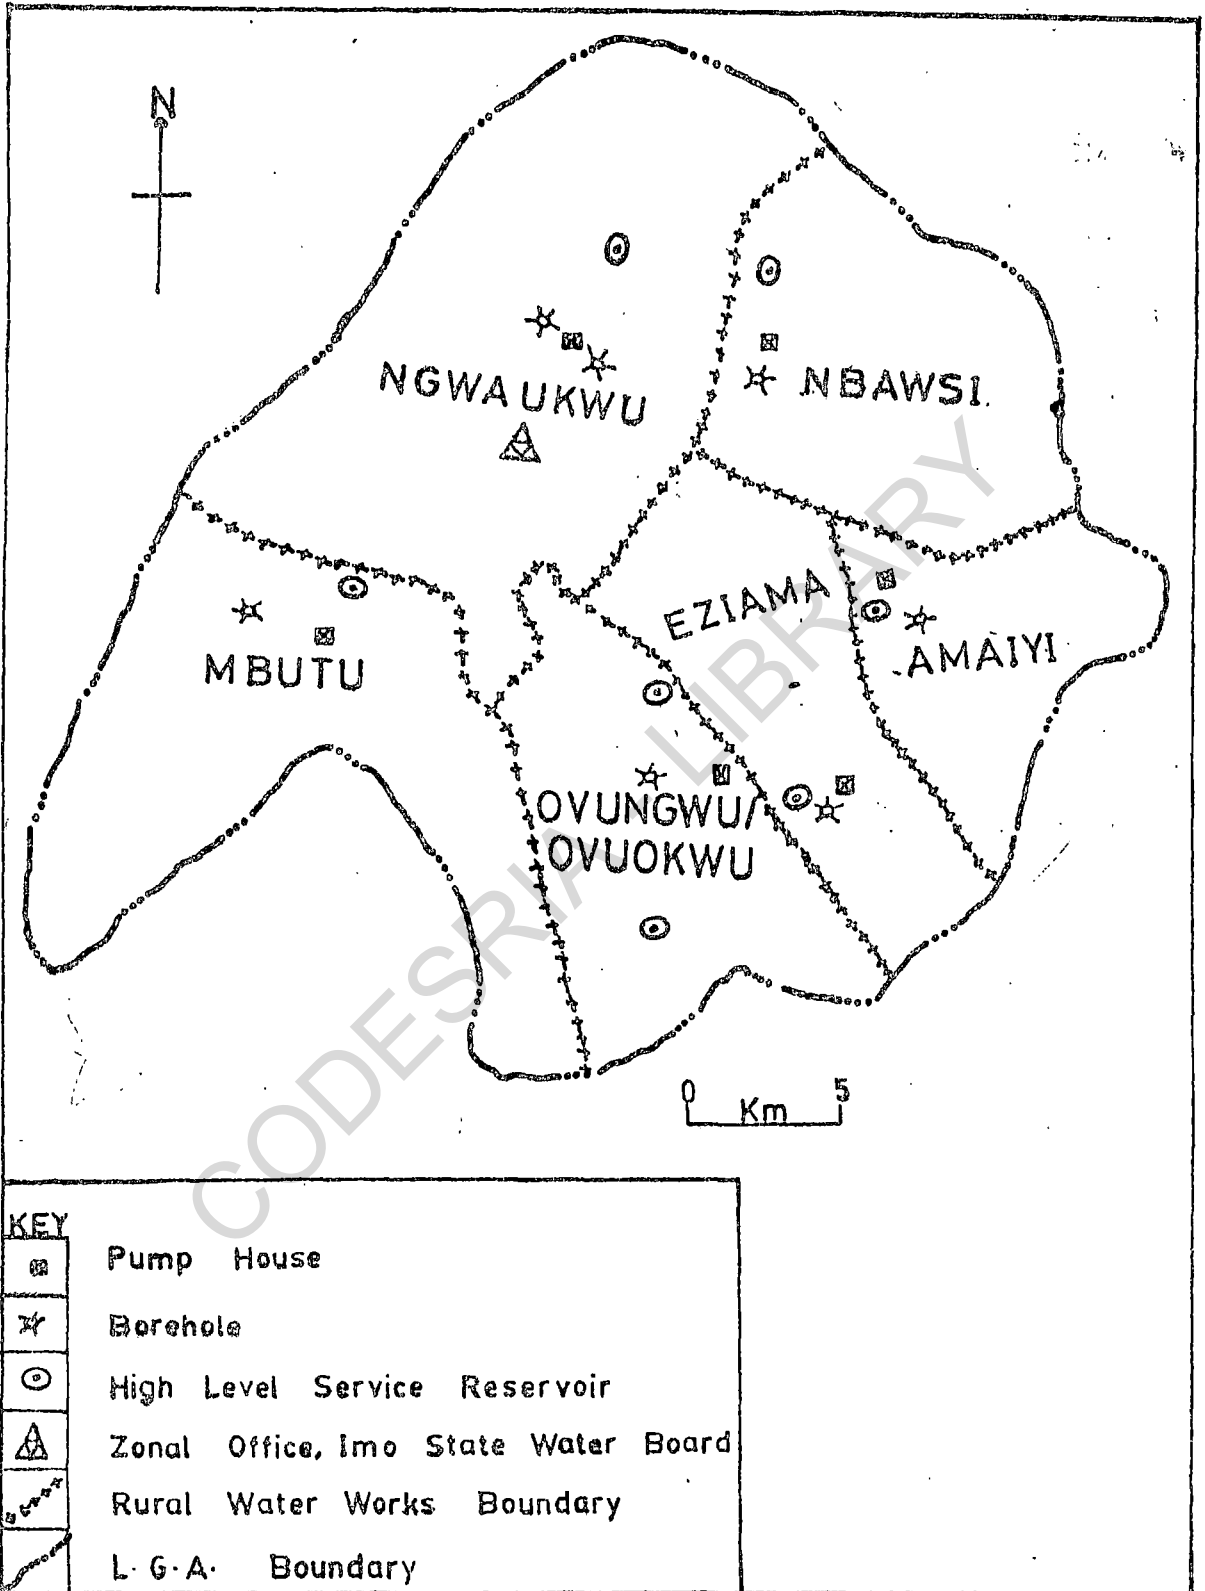 N
NGWA UKWU
NBAWSI
EZIAMA
AMAIYI
MBUTU
OVUNGWU/
OVUOKWU
0 Km 5
CODESRIA - LIBRARY
KEY
Pump House
Borehole
High Level Service Reservoir
Zonal Office, Imo State Water Board
Rural Water Works Boundary
L.G.A. Boundary